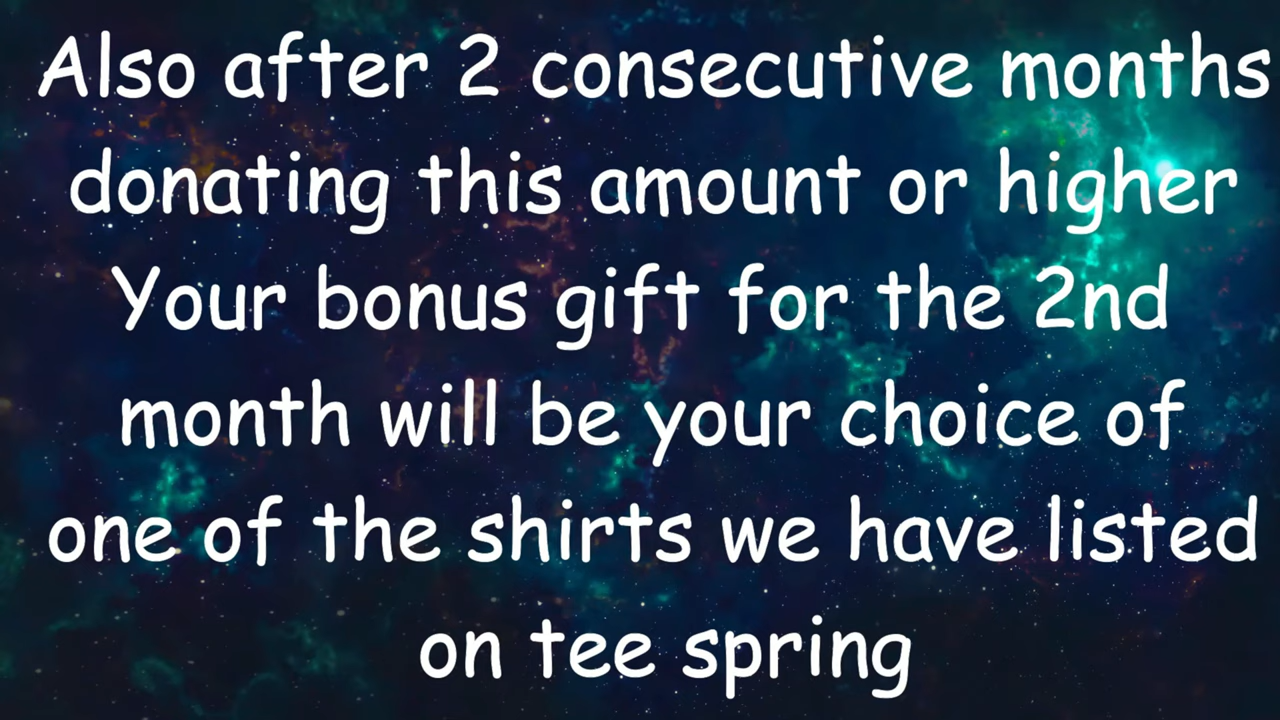 Also after 2 consecutive months
donating this amount or higher
Your bonus gift for the 2nd
month will be your choice of
one of the shirts we have listed
on tee spring